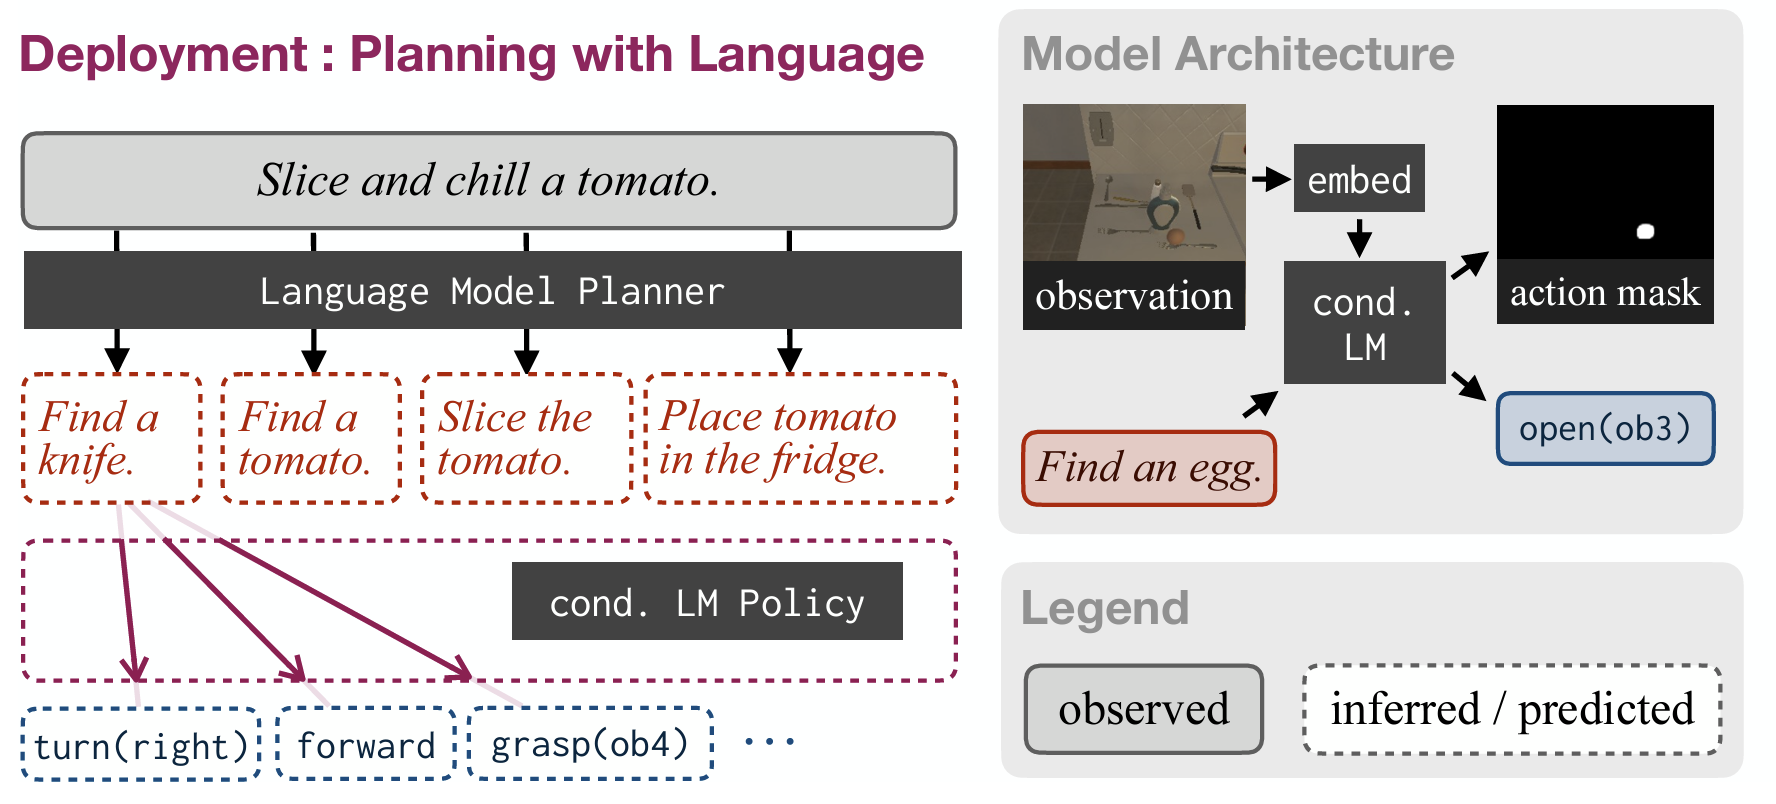 Deployment : Planning with Language
Slice and chill a tomato.
Language Model Planner
Find a
knife.
Find a
tomato.
Slice the
tomato.
Place tomato
in the fridge.
cond. LM Policy
turn(right)
forward
grasp(ob4)
...
Model Architecture
observation
embed
cond.
LM
action mask
Find an egg.
open(ob3)
Legend
observed
inferred / predicted